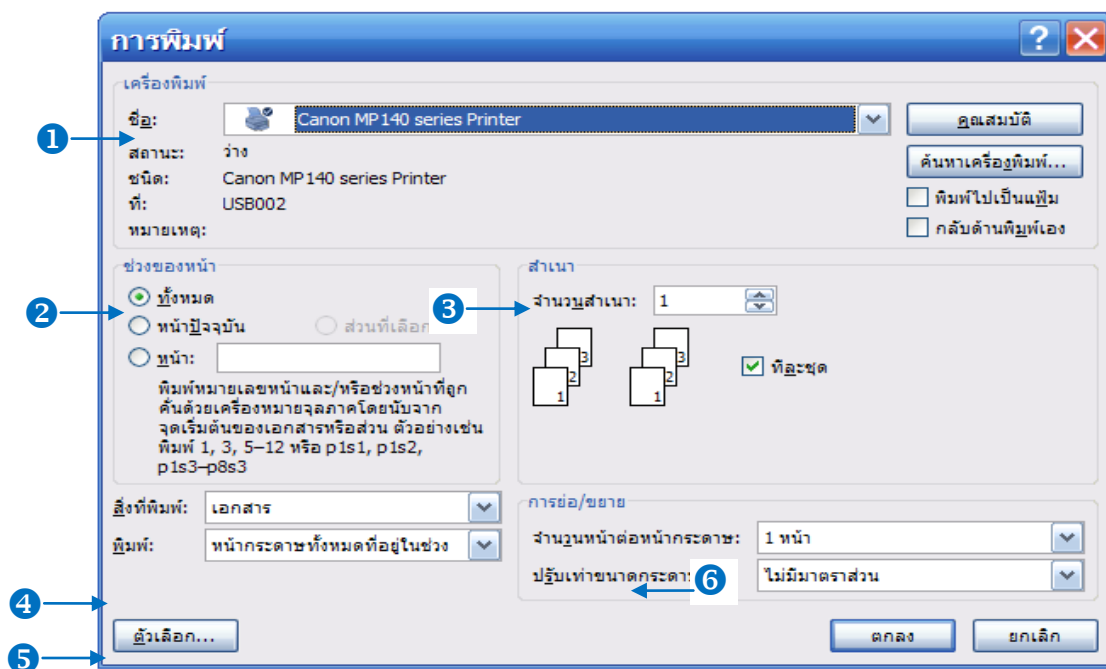 การพิมพ์
?
เครื่องพิมพ์
ชื่อ: Canon MP140 series Printer คุณสมบัติ
1
สถานะ: ว่าง
ค้นหาเครื่องพิมพ์...
ชนิด: Canon MP140 series Printer
ที่: USB002 พิมพ์ไปเป็นแฟ้ม
หมายเหตุ: กลับด้านพิมพ์เอง
ช่วงของหน้า
2
ทั้งหมด
หน้าปัจจุบัน ส่วนที่เลือก
หน้า:
พิมพ์หมายเลขหน้าและ/หรือช่วงหน้าที่ถูก
คั่นด้วยเครื่องหมายจุลภาคโดยนับจาก
จุดเริ่มต้นของเอกสารหรือส่วน ตัวอย่างเช่น
พิมพ์ 1, 3, 5–12 หรือ p1s1, p1s2,
p1s3–p8s3
สำเนา
3
จำนวนสำเนา: 1
3 3
2 2
1 1
ทีละชุด
สิ่งที่พิมพ์: เอกสาร
พิมพ์: หน้ากระดาษทั้งหมดที่อยู่ในช่วง
การย่อ/ขยาย
จำนวนหน้าต่อหน้ากระดาษ: 1 หน้า
ปรับเท่าขนาดกระดา 6 ไม่มีมาตราส่วน
4
ตัวเลือก... ตกลง ยกเลิก
5